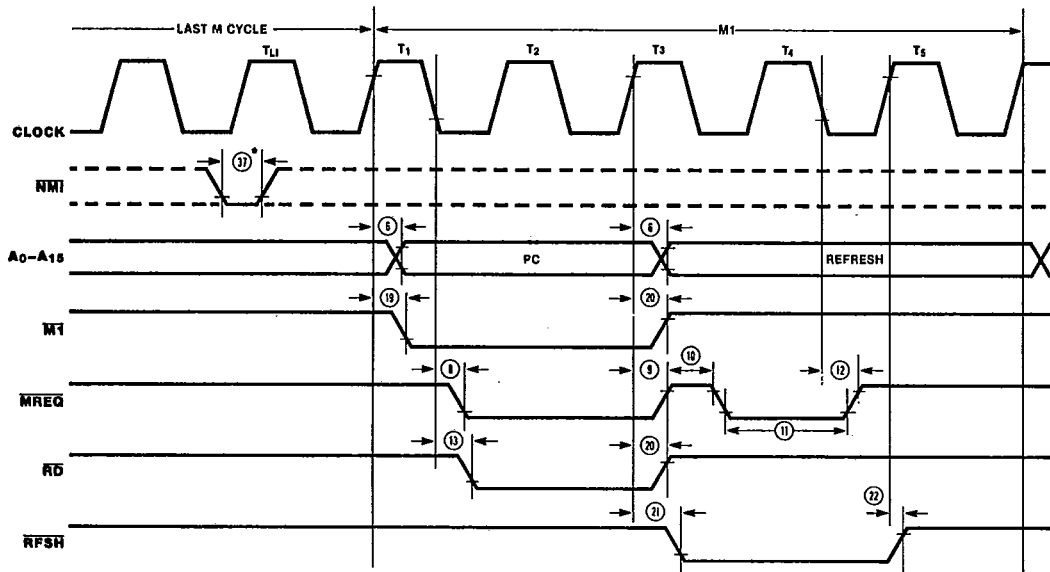 LAST M CYCLE M1
TLI T1 T2 T3 T4 T5
CLOCK
37*
NMI
6 6
A0–A15 PC REFRESH
19 20
M1
8 9 10 12
MREQ
11
13 20
RD
21 22
RFSH